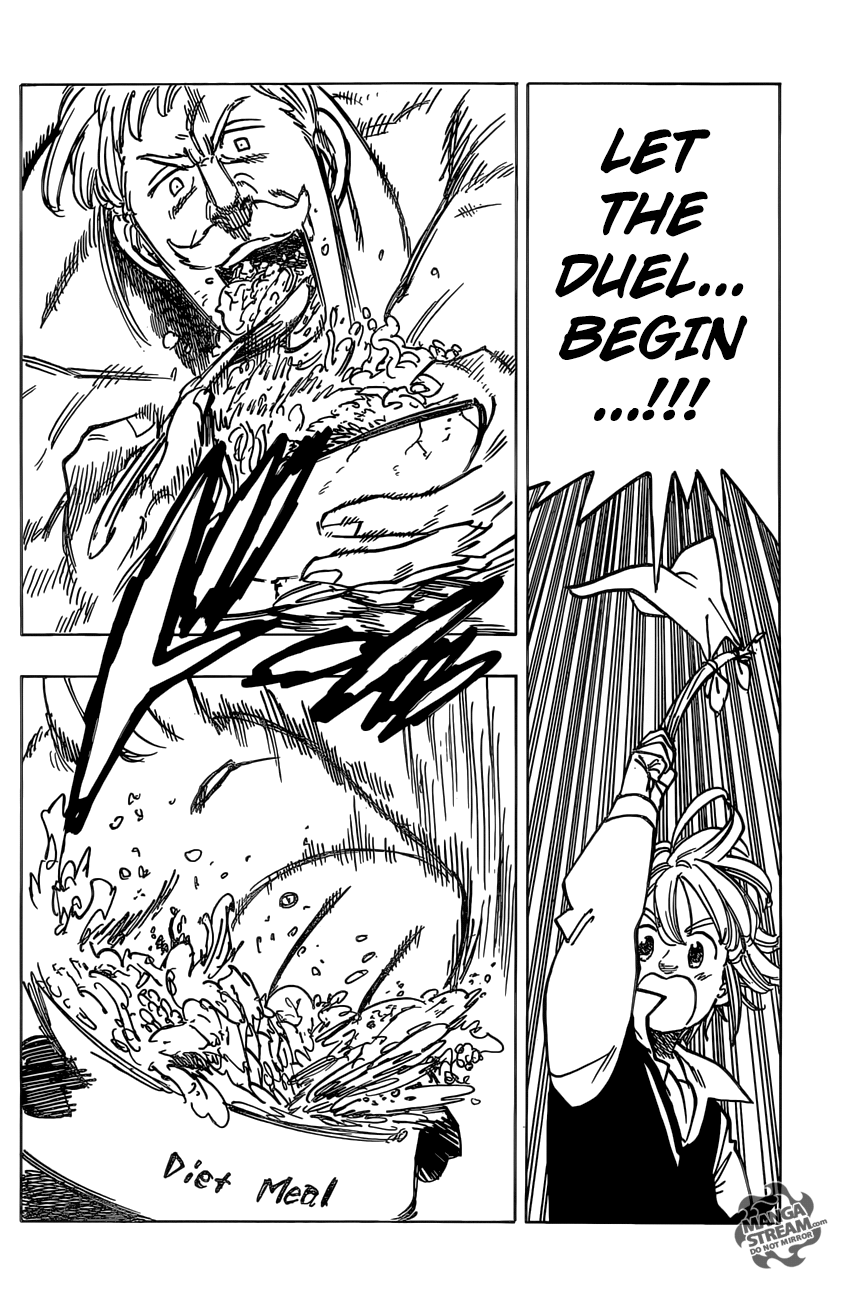 LET
THE
DUEL...
BEGIN
...!!!
Diet Meal
MANGA
STREAM.com
DO NOT MIRROR